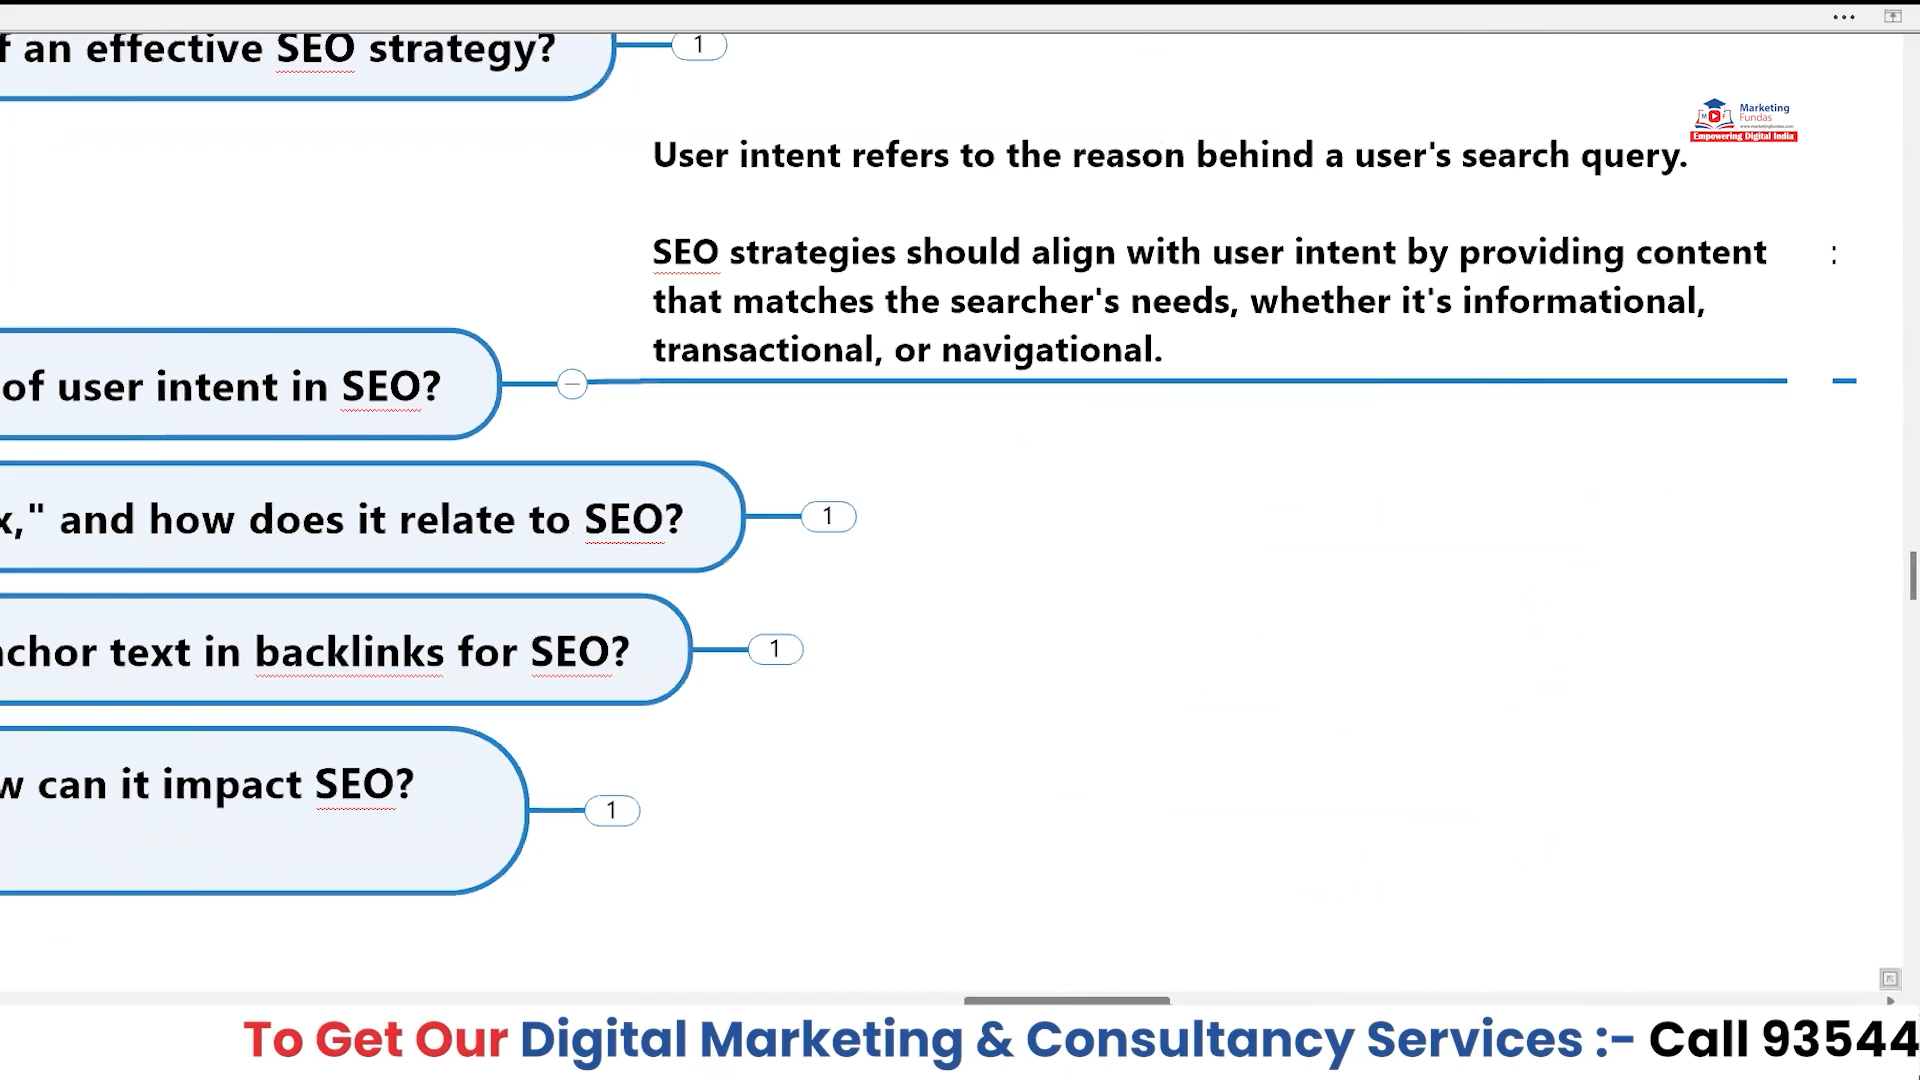 f an effective SEO strategy?
1
Marketing
Fundas
Empowering Digital India
User intent refers to the reason behind a user's search query.
SEO strategies should align with user intent by providing content
:
that matches the searcher's needs, whether it's informational,
transactional, or navigational.
of user intent in SEO?
x," and how does it relate to SEO?
1
nchor text in backlinks for SEO?
1
w can it impact SEO?
1
To Get Our Digital Marketing & Consultancy Services :- Call 93544